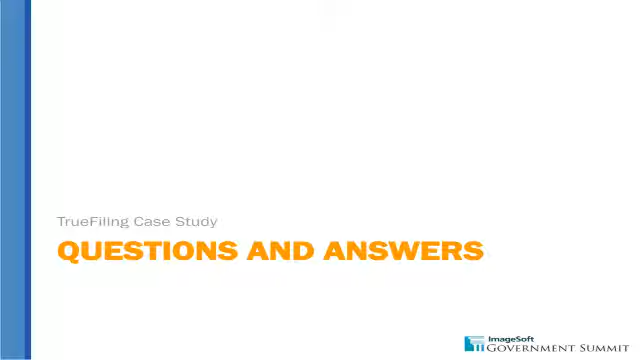 TrueFiling Case Study
QUESTIONS AND ANSWERS
ImageSoft
GOVERNMENT SUMMIT